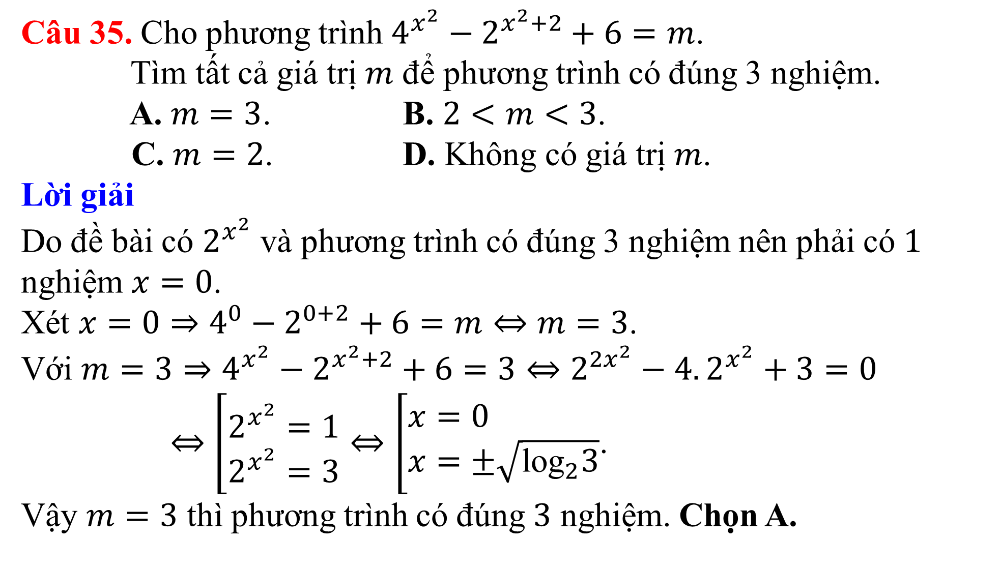 Câu 35. Cho phương trình $4^{x^2} - 2^{x^2+2} + 6 = m$.
Tìm tất cả giá trị $m$ để phương trình có đúng 3 nghiệm.
A. $m = 3$. B. $2 < m < 3$.
C. $m = 2$. D. Không có giá trị $m$.
Lời giải
Do đề bài có $2^{x^2}$ và phương trình có đúng 3 nghiệm nên phải có 1
nghiệm $x = 0$.
Xét $x = 0 \Rightarrow 4^0 - 2^{0+2} + 6 = m \Leftrightarrow m = 3$.
Với $m = 3 \Rightarrow 4^{x^2} - 2^{x^2+2} + 6 = 3 \Leftrightarrow 2^{2x^2} - 4.2^{x^2} + 3 = 0$
$\Leftrightarrow \left[\begin{array}{l} 2^{x^2} = 1 \\ 2^{x^2} = 3 \end{array}\right. \Leftrightarrow \left[\begin{array}{l} x = 0 \\ x = \pm\sqrt{\log_2 3} \end{array}\right.$.
Vậy $m = 3$ thì phương trình có đúng 3 nghiệm. Chọn A.